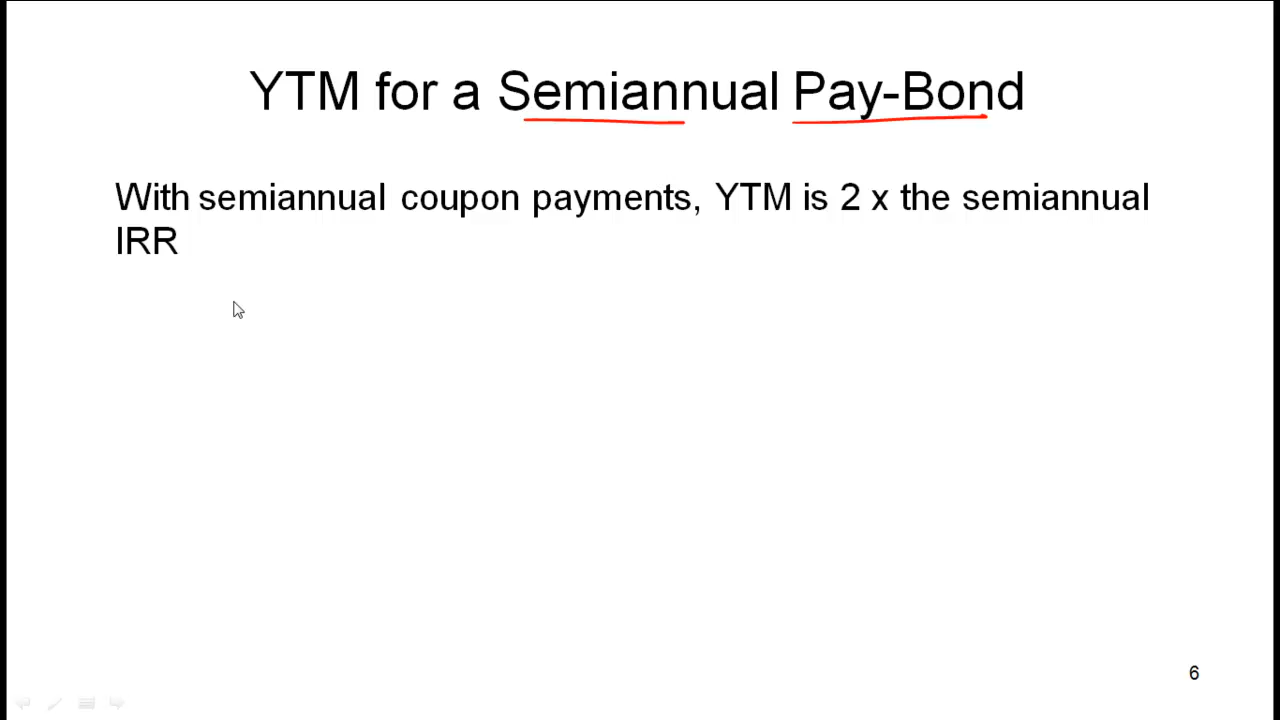 YTM for a Semiannual Pay-Bond
With semiannual coupon payments, YTM is 2 x the semiannual
IRR
6